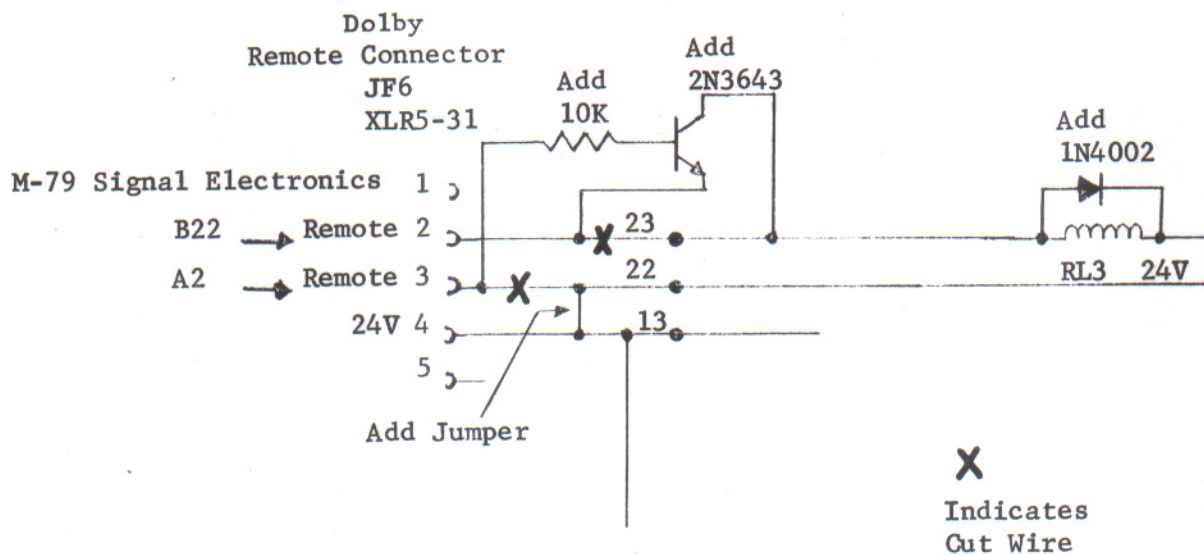 Dolby
Remote Connector
JF6
XLR5-31
Add
10K
Add
2N3643
Add
1N4002
M-79 Signal Electronics 1
B22 Remote 2
23
A2 Remote 3
22
RL3 24V
24V 4
13
5
Add Jumper
X
Indicates
Cut Wire